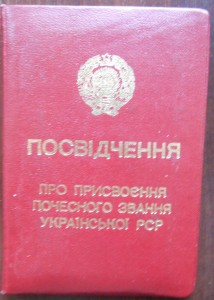 ПОСВІДЧЕННЯ
ПРО ПРИСВОЄННЯ
ПОЧЕСНОГО ЗВАННЯ
УКРАЇНСЬКОЇ РСР